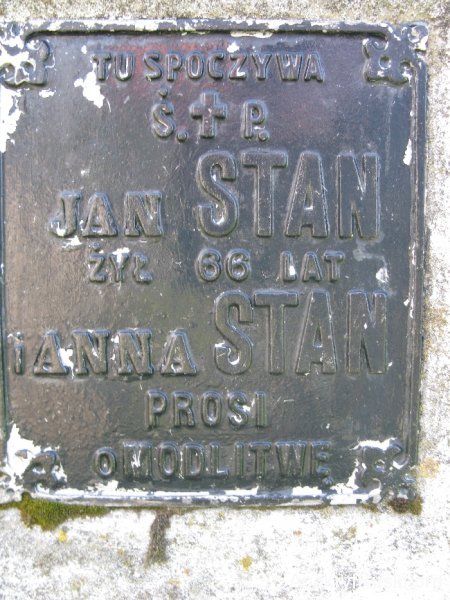 TU SPOCZYWA
Ś.✝P.
JAN STAN
ŻYŁ 66 LAT
i ANNA STAN
PROSI
O MODLITWĘ